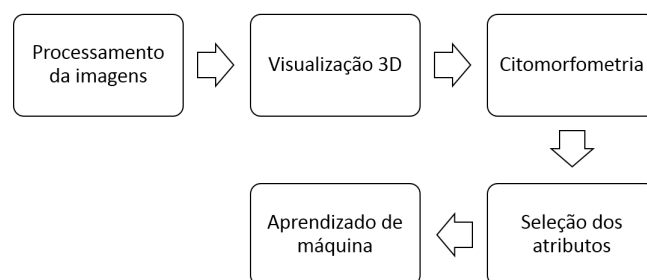 Processamento
da imagens
Visualização 3D
Citomorfometria
Seleção dos
atributos
Aprendizado de
máquina